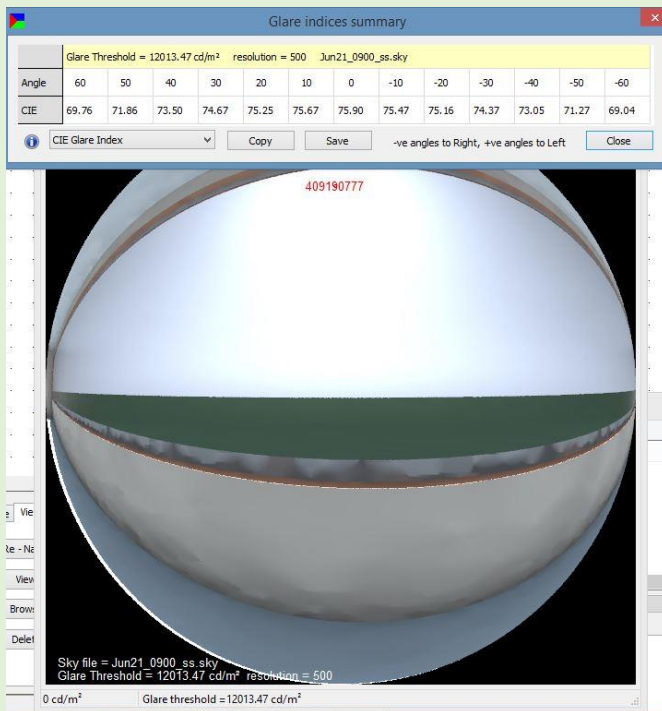 Glare indices summary
Glare Threshold = 12013.47 cd/m² resolution = 500 Jun21_0900_ss.sky
Angle 60 50 40 30 20 10 0 -10 -20 -30 -40 -50 -60
CIE 69.76 71.86 73.50 74.67 75.25 75.67 75.90 75.47 75.16 74.37 73.05 71.27 69.04
CIE Glare Index Copy Save -ve angles to Right, +ve angles to Left Close
View
Brows
Delet
Sky file = Jun21_0900_ss.sky
Glare Threshold = 12013.47 cd/m² resolution = 500
0 cd/m² Glare threshold =12013.47 cd/m²